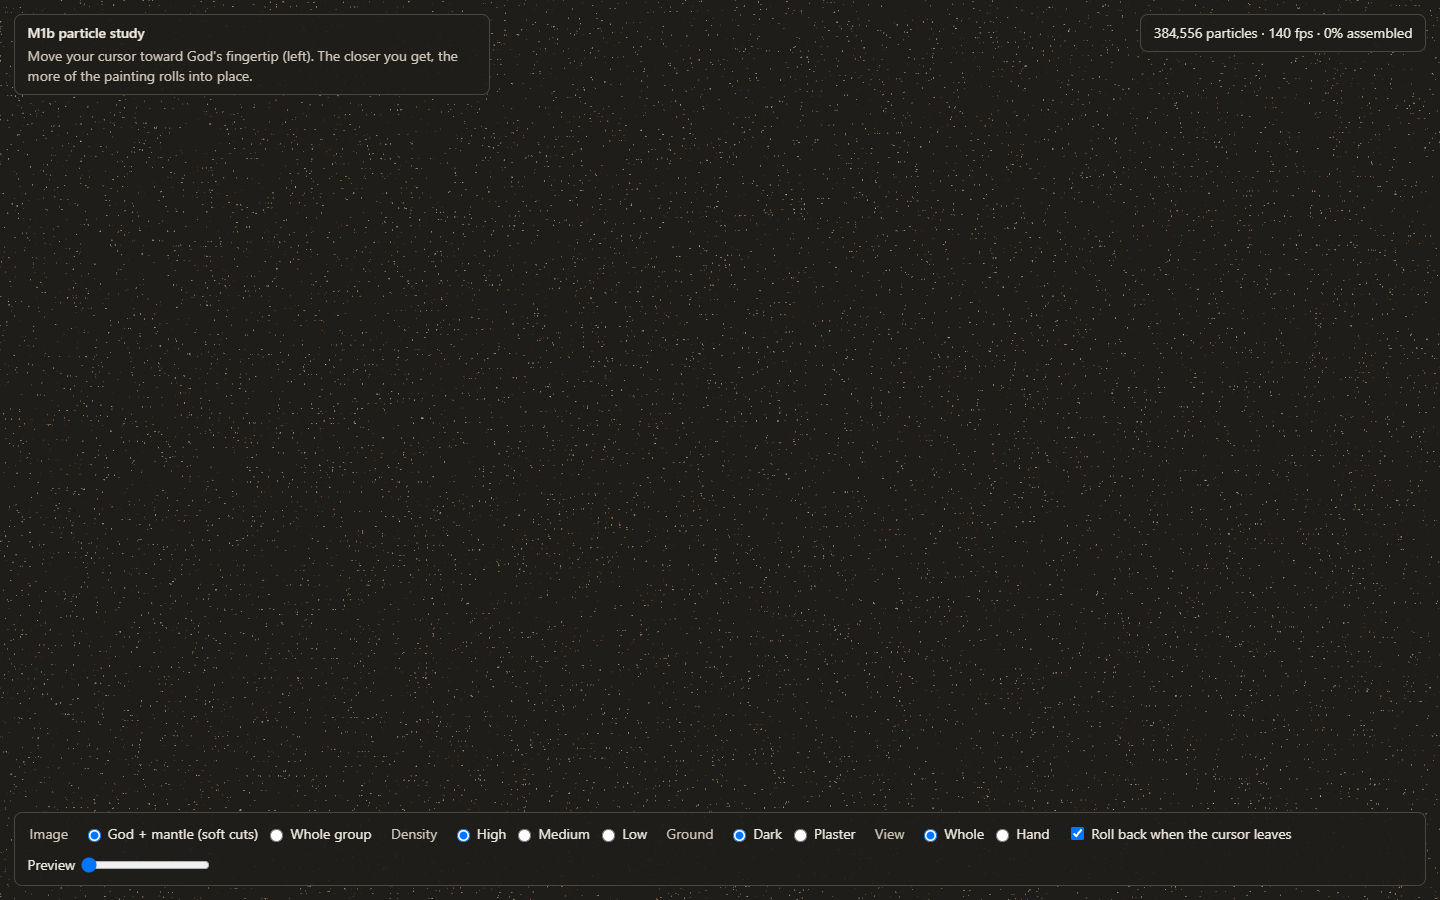 M1b particle study
Move your cursor toward God's fingertip (left). The closer you get, the
more of the painting rolls into place.
384,556 particles · 140 fps · 0% assembled
Image God + mantle (soft cuts) Whole group Density High Medium Low Ground Dark Plaster View Whole Hand Roll back when the cursor leaves
Preview